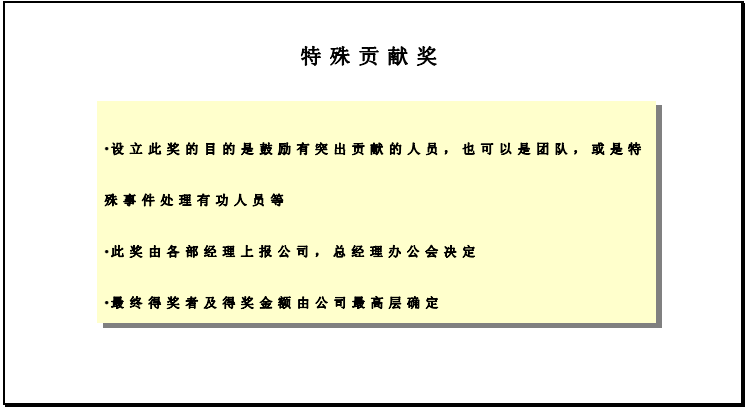 特殊贡献奖
•设立此奖的目的是鼓励有突出贡献的人员，也可以是团队，或是特
殊事件处理有功人员等
•此奖由各部经理上报公司，总经理办公会决定
•最终得奖者及得奖金额由公司最高层确定